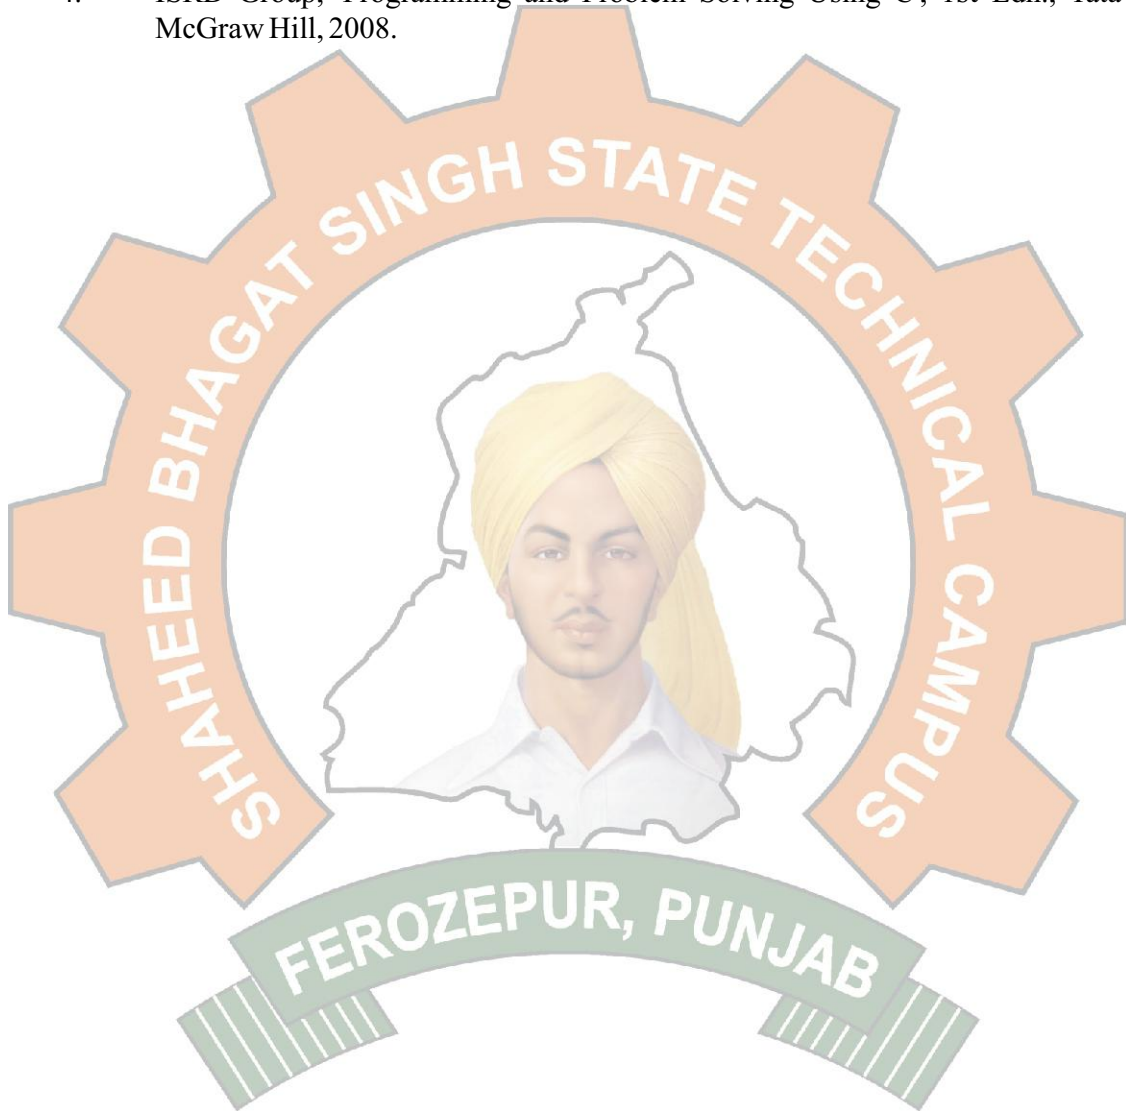 4. ISRD Group, 'Programming and Problem Solving Using C', 1st Edn., Tata
McGraw Hill, 2008.
SHAHEED BHAGAT SINGH STATE TECHNICAL CAMPUS
FEROZEPUR, PUNJAB